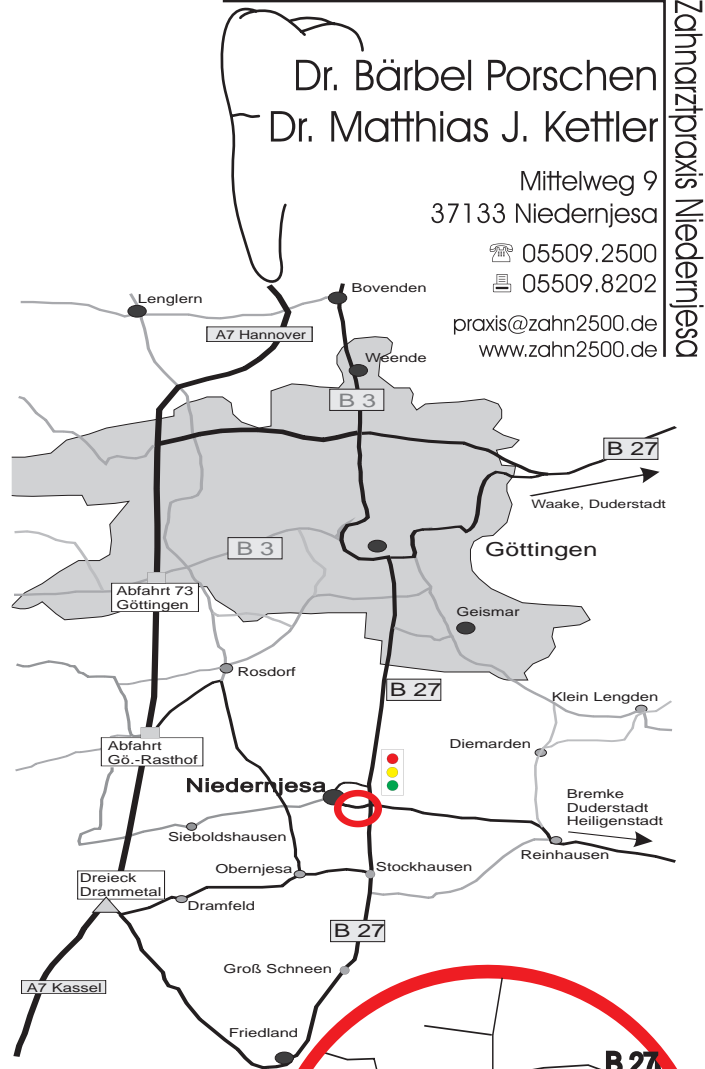 Zahnarztpraxis Niedernjesa
Dr. Bärbel Porschen
Dr. Matthias J. Kettler
Mittelweg 9
37133 Niedernjesa
05509.2500
05509.8202
praxis@zahn2500.de
www.zahn2500.de
Lenglern
Bovenden
A7 Hannover
Weende
B 3
B 27
Waake, Duderstadt
B 3
Göttingen
Abfahrt 73
Göttingen
Geismar
Rosdorf
B 27
Klein Lengden
Abfahrt
Gö.-Rasthof
Diemarden
Niedernjesa
Bremke
Duderstadt
Heiligenstadt
Sieboldshausen
Reinhausen
Obernjesa
Stockhausen
Dreieck
Drammetal
Dramfeld
B 27
Groß Schneen
A7 Kassel
Friedland
B 27